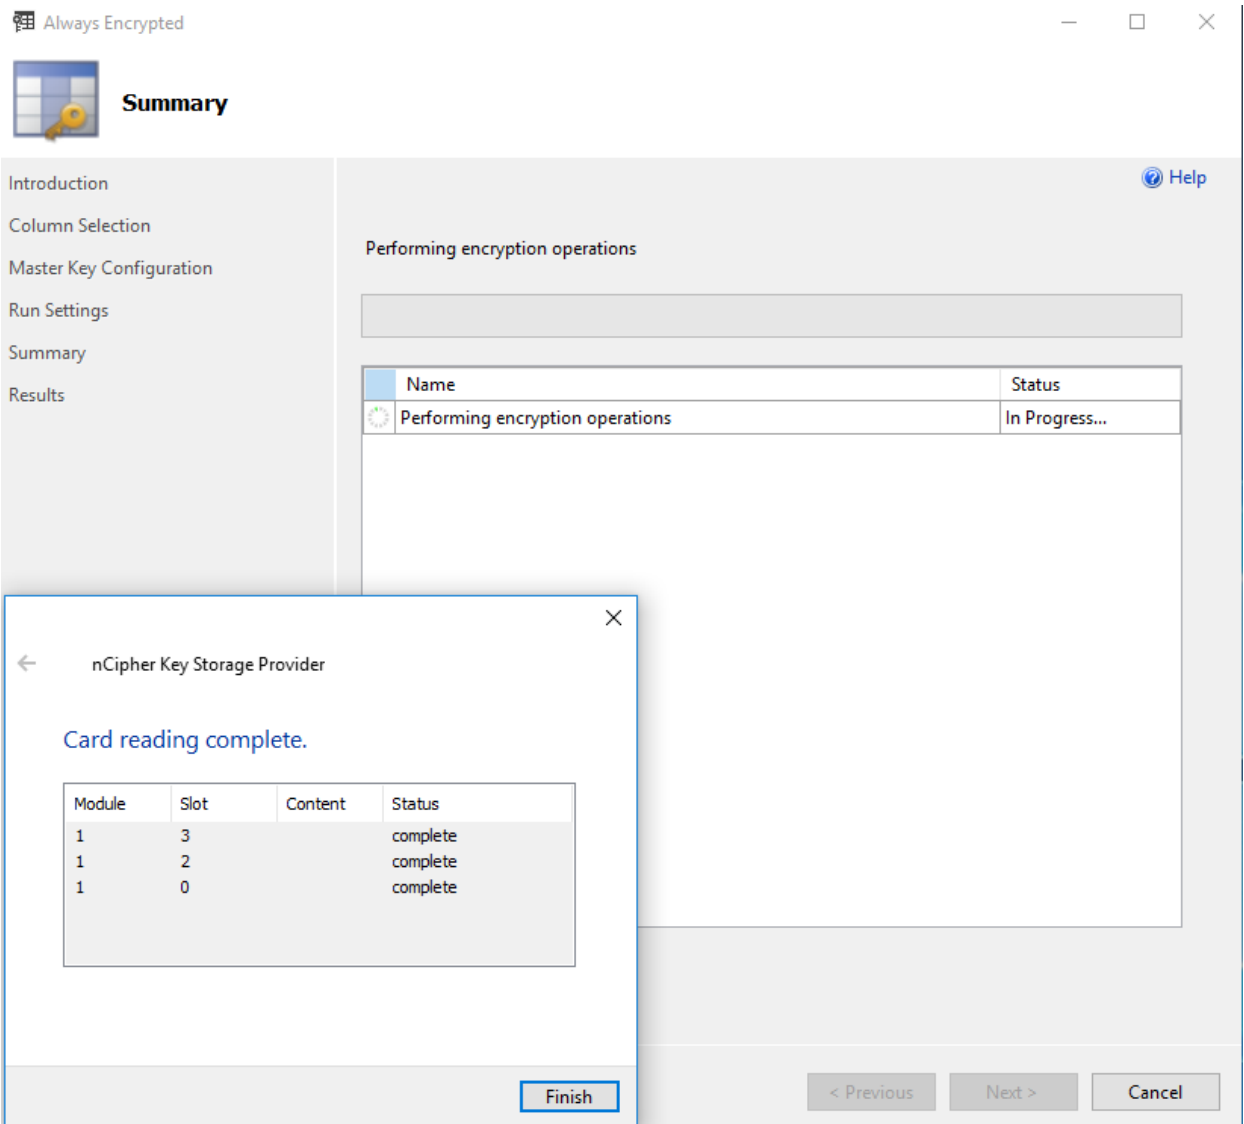 Always Encrypted
Summary
Introduction
Column Selection
Master Key Configuration
Run Settings
Summary
Results
Help
Performing encryption operations
Name Status
Performing encryption operations In Progress...
nCipher Key Storage Provider
Card reading complete.
Module Slot Content Status
1 3 complete
1 2 complete
1 0 complete
Finish
< Previous Next > Cancel